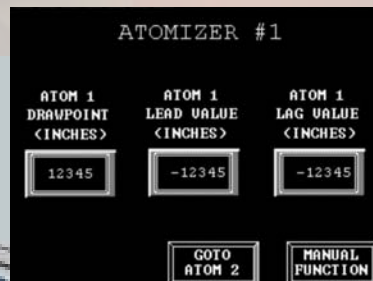 ATOMIZER #1
ATOM 1 ATOM 1 ATOM 1
DRAWPOINT LEAD VALUE LAG VALUE
(INCHES) (INCHES) (INCHES)
12345 -12345 -12345
GOTO MANUAL
ATOM 2 FUNCTION